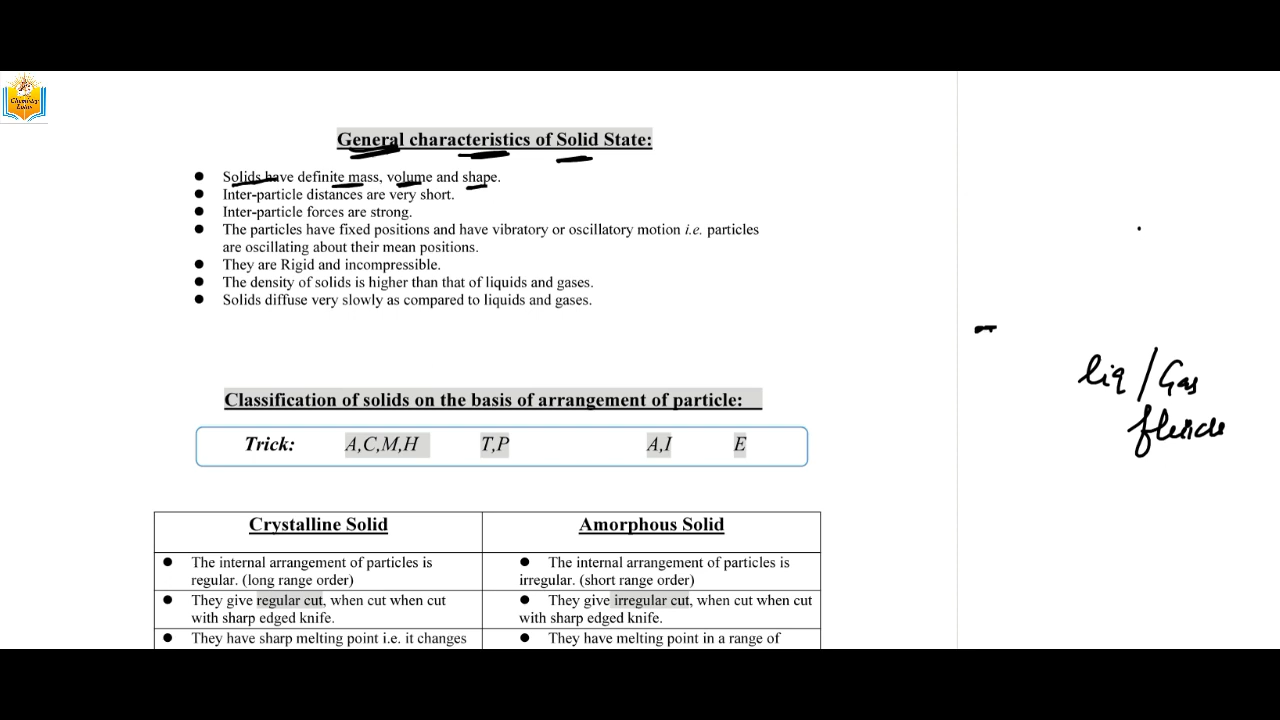 Chemistry
General characteristics of Solid State:
● Solids have definite mass, volume and shape.
● Inter-particle distances are very short.
● Inter-particle forces are strong.
● The particles have fixed positions and have vibratory or oscillatory motion i.e. particles
are oscillating about their mean positions.
● They are Rigid and incompressible.
● The density of solids is higher than that of liquids and gases.
● Solids diffuse very slowly as compared to liquids and gases.
liq / Gas
Classification of solids on the basis of arrangement of particle:
Trick: A,C,M,H T,P A,I E
Crystalline Solid
Amorphous Solid
● The internal arrangement of particles is
regular. (long range order)
● The internal arrangement of particles is
irregular. (short range order)
● They give regular cut, when cut when cut
with sharp edged knife.
● They give irregular cut, when cut when cut
with sharp edged knife.
● They have sharp melting point i.e. it changes
● They have melting point in a range of